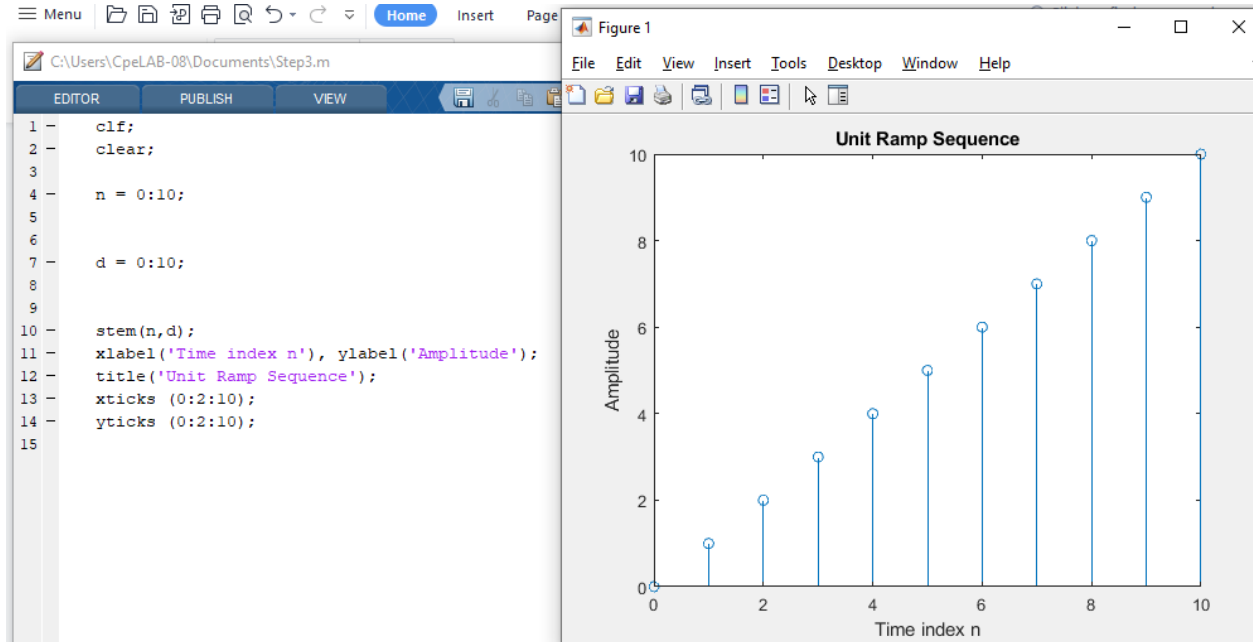 Menu Home Insert Page
C:\Users\CpeLAB-08\Documents\Step3.m
EDITOR PUBLISH VIEW
1 — clf;
2 — clear;
3
4 — n = 0:10;
5
6
7 — d = 0:10;
8
9
10 — stem(n,d);
11 — xlabel('Time index n'), ylabel('Amplitude');
12 — title('Unit Ramp Sequence');
13 — xticks (0:2:10);
14 — yticks (0:2:10);
15
Figure 1
File Edit View Insert Tools Desktop Window Help
Unit Ramp Sequence
10
8
6
4
2
0
Amplitude
0 2 4 6 8 10
Time index n